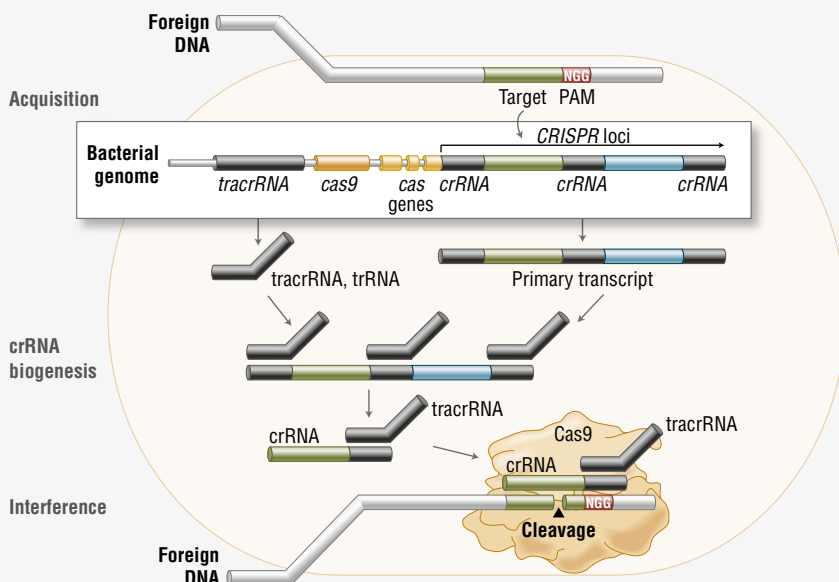 Foreign
DNA
NGG
Acquisition
Target PAM
CRISPR loci
Bacterial
genome
tracrRNA cas9 cas
genes
crRNA crRNA crRNA
tracrRNA, trRNA
Primary transcript
crRNA
biogenesis
tracrRNA
crRNA
Cas9
tracrRNA
crRNA
Interference
NGG
Cleavage
Foreign
DNA